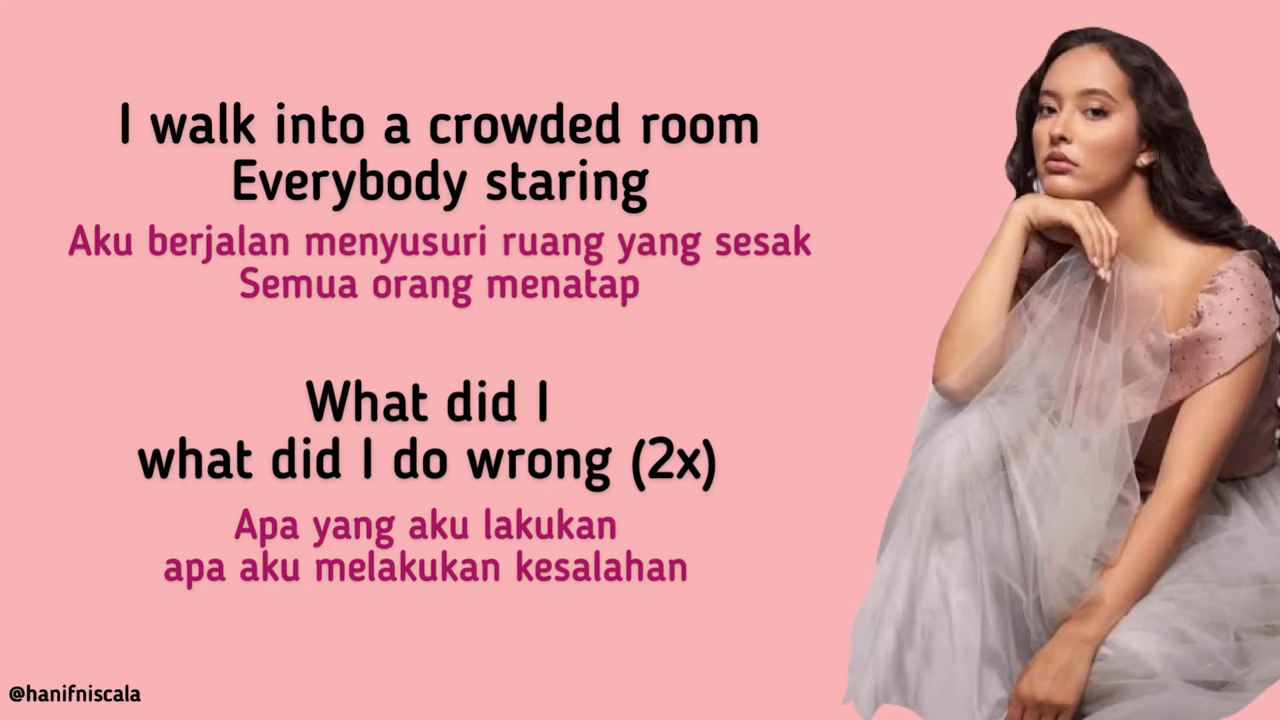 I walk into a crowded room
Everybody staring
Aku berjalan menyusuri ruang yang sesak
Semua orang menatap
What did I
what did I do wrong (2x)
Apa yang aku lakukan
apa aku melakukan kesalahan
@hanifniscala